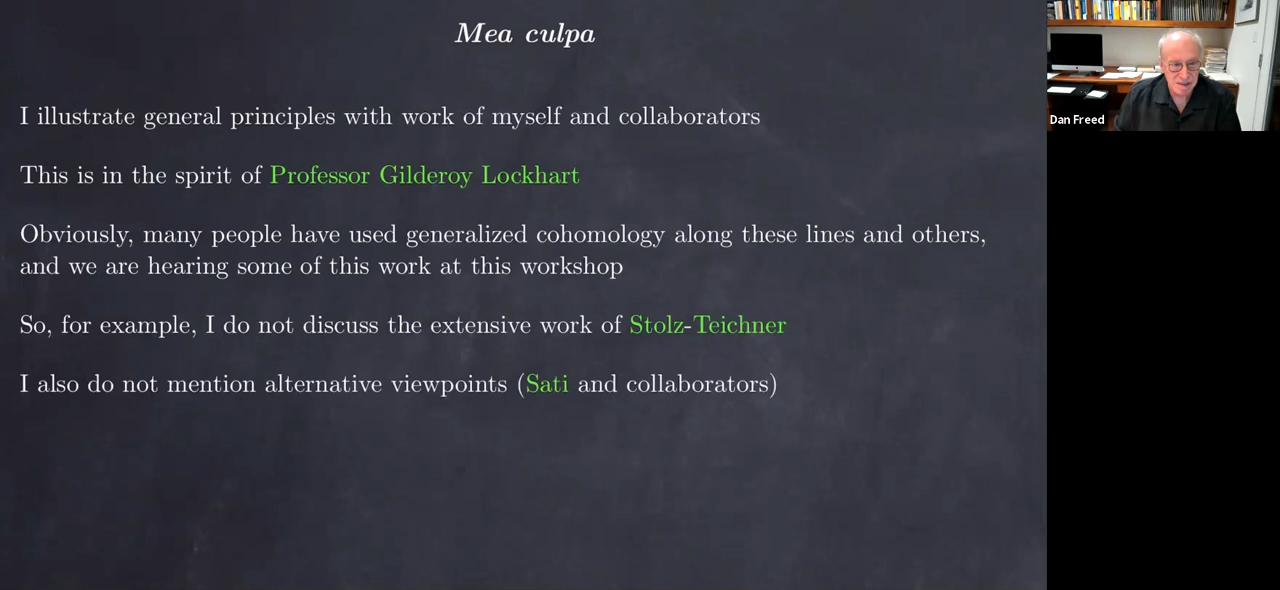 Mea culpa
I illustrate general principles with work of myself and collaborators
This is in the spirit of Professor Gilderoy Lockhart
Obviously, many people have used generalized cohomology along these lines and others,
and we are hearing some of this work at this workshop
So, for example, I do not discuss the extensive work of Stolz-Teichner
I also do not mention alternative viewpoints (Sati and collaborators)
Dan Freed